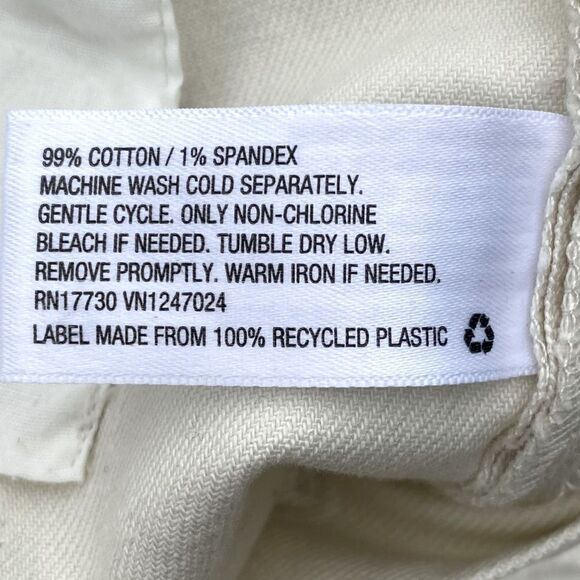 99% COTTON / 1% SPANDEX
MACHINE WASH COLD SEPARATELY.
GENTLE CYCLE. ONLY NON-CHLORINE
BLEACH IF NEEDED. TUMBLE DRY LOW.
REMOVE PROMPTLY. WARM IRON IF NEEDED.
RN17730 VN1247024
LABEL MADE FROM 100% RECYCLED PLASTIC